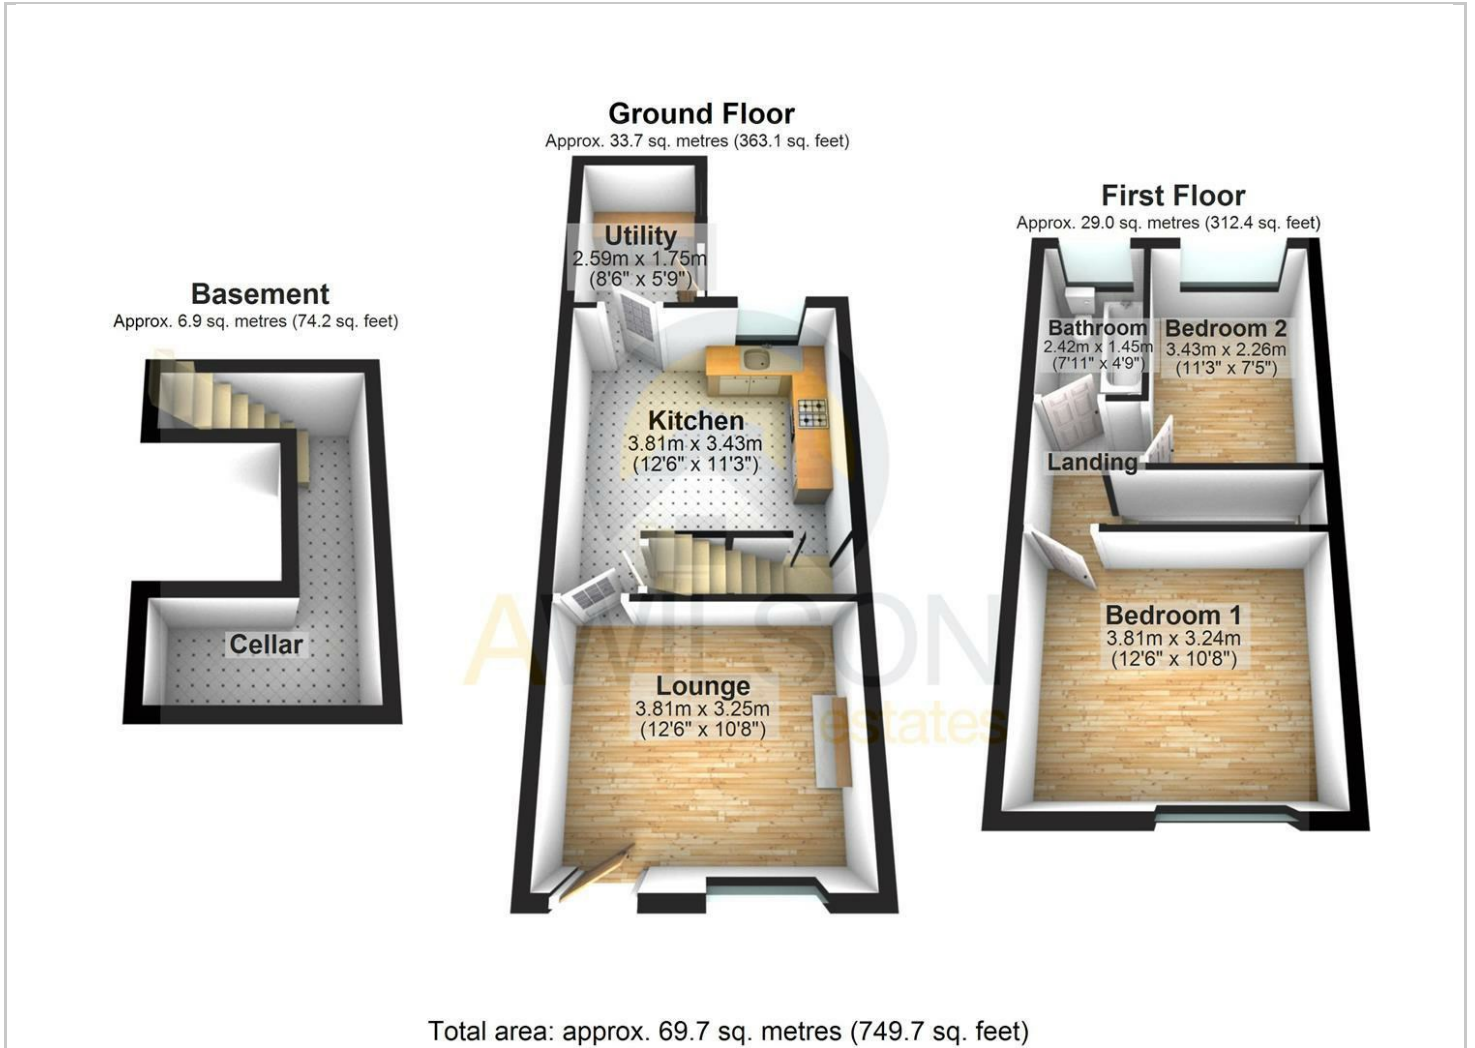 Ground Floor
Approx. 33.7 sq. metres (363.1 sq. feet)
Utility
2.59m x 1.75m
(8'6" x 5'9")
Kitchen
3.81m x 3.43m
(12'6" x 11'3")
Lounge
3.81m x 3.25m
(12'6" x 10'8")
Basement
Approx. 6.9 sq. metres (74.2 sq. feet)
Cellar
First Floor
Approx. 29.0 sq. metres (312.4 sq. feet)
Bathroom
2.42m x 1.45m
(7'11" x 4'9")
Bedroom 2
3.43m x 2.26m
(11'3" x 7'5")
Landing
Bedroom 1
3.81m x 3.24m
(12'6" x 10'8")
AWILSON
estates
Total area: approx. 69.7 sq. metres (749.7 sq. feet)